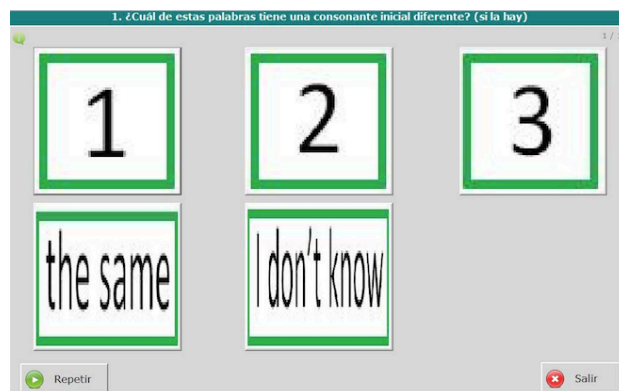 1. ¿Cuál de estas palabras tiene una consonante inicial diferente? (si la hay)
1 2 3
the same I don't know
Repetir Salir